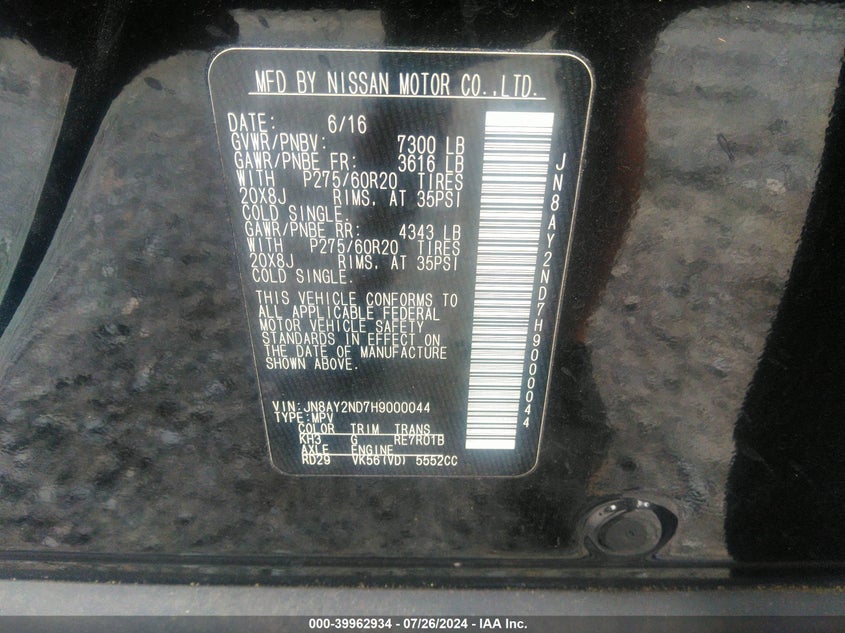 MFD BY NISSAN MOTOR CO.,LTD.
DATE: 6/16
GVWR/PNBV: 7300 LB
GAWR/PNBE FR: 3616 LB
WITH P275/60R20 TIRES
20X8J RIMS, AT 35PSI
COLD SINGLE.
GAWR/PNBE RR: 4343 LB
WITH P275/60R20 TIRES
20X8J RIMS, AT 35PSI
COLD SINGLE.
THIS VEHICLE CONFORMS TO
ALL APPLICABLE FEDERAL
MOTOR VEHICLE SAFETY
STANDARDS IN EFFECT ON
THE DATE OF MANUFACTURE
SHOWN ABOVE.
VIN:JN8AY2ND7H9000044
TYPE:MPV
COLOR TRIM TRANS
KH3 G RE7R01B
AXLE ENGINE
RD29 VK56(VD) 5552CC
JN8AY2ND7H9000044
000-39962934 - 07/26/2024 - IAA Inc.